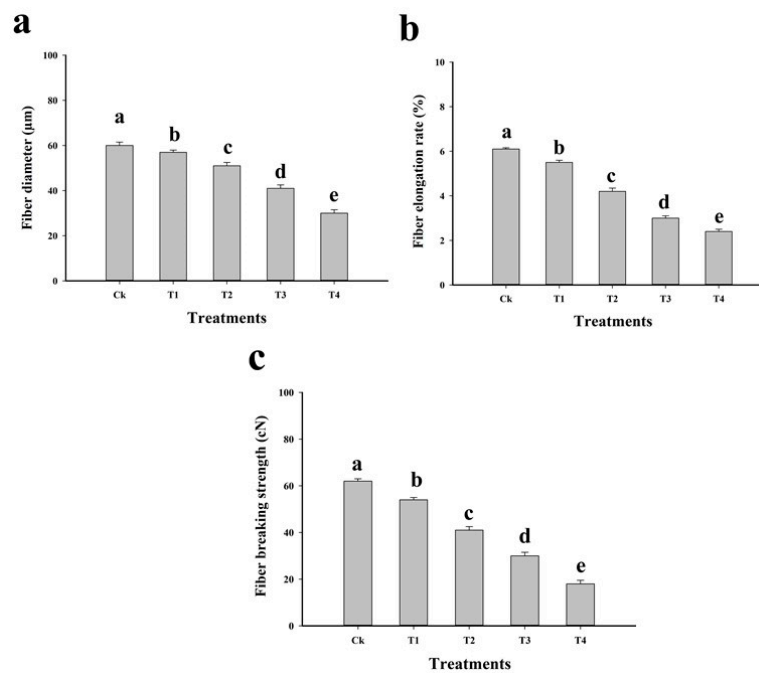 a
Fiber diameter (µm)
100
80
60
40
20
0
a
b
c
d
e
Ck
T1
T2
T3
T4
Treatments
b
Fiber elongation rate (%)
10
8
6
4
2
0
a
b
c
d
e
Ck
T1
T2
T3
T4
Treatments
c
Fiber breaking strength (cN)
100
80
60
40
20
0
a
b
c
d
e
Ck
T1
T2
T3
T4
Treatments